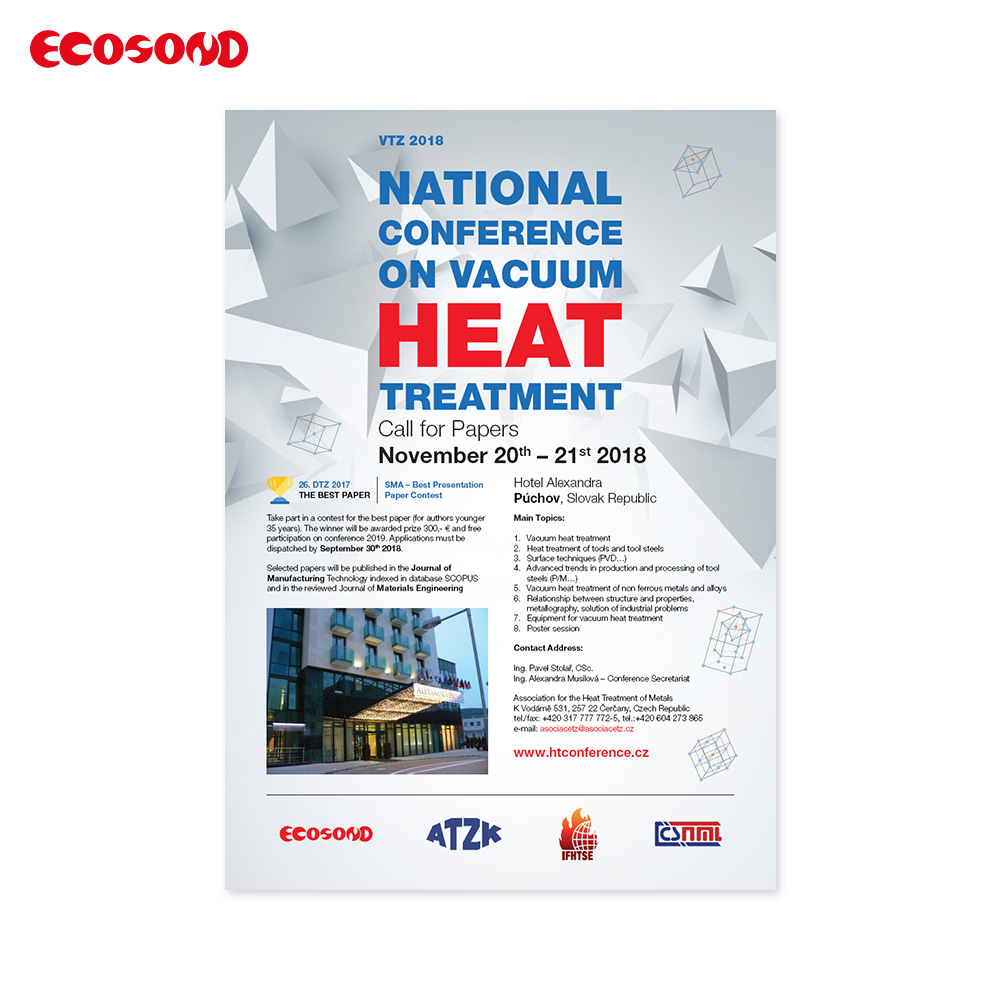 ECOSOND
VTZ 2018
NATIONAL
CONFERENCE
ON VACUUM
HEAT
TREATMENT
Call for Papers
November 20th – 21st 2018
26. DTZ 2017
THE BEST PAPER
SMA – Best Presentation
Paper Contest
Take part in a contest for the best paper (for authors younger
35 years). The winner will be awarded prize 300,- € and free
participation on conference 2019. Applications must be
dispatched by September 30th 2018.
Selected papers will be published in the Journal of
Manufacturing Technology indexed in database SCOPUS
and in the reviewed Journal of Materials Engineering
Hotel Alexandra
Púchov, Slovak Republic
Main Topics:
1. Vacuum heat treatment
2. Heat treatment of tools and tool steels
3. Surface techniques (PVD...)
4. Advanced trends in production and processing of tool
steels (P/M...)
5. Vacuum heat treatment of non ferrous metals and alloys
6. Relationship between structure and properties,
metallography, solution of industrial problems
7. Equipment for vacuum heat treatment
8. Poster session
Contact Address:
Ing. Pavel Stolař, CSc.
Ing. Alexandra Musilová – Conference Secretariat
Association for the Heat Treatment of Metals
K Vodárně 531, 257 22 Čerčany, Czech Republic
tel./fax: +420 317 777 772-5, tel.:+420 604 273 865
e-mail: asociacetz@asociacetz.cz
www.htconference.cz
ECOSOND
ATZK
IFHTSE